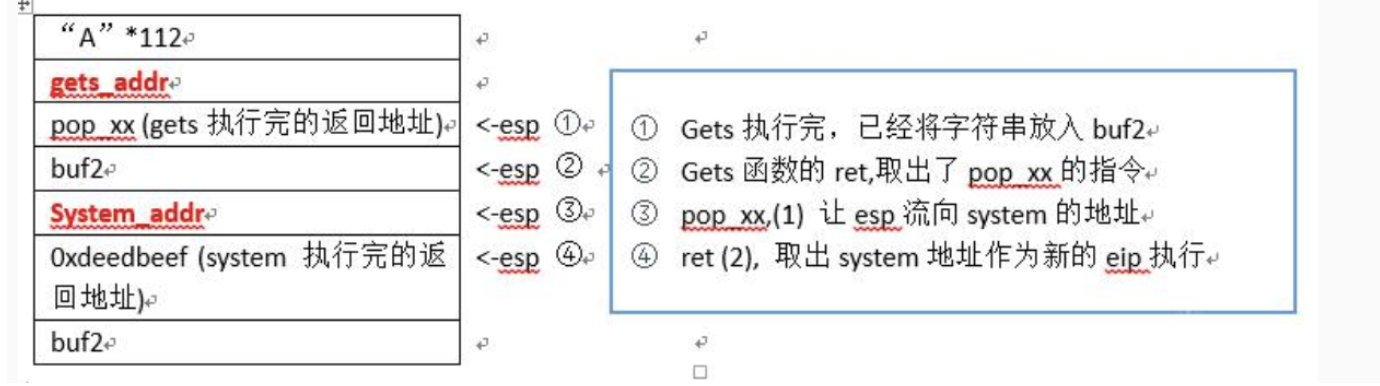 “A”*112
gets_addr
pop_xx (gets 执行完的返回地址)
<-esp ①
buf2
<-esp ②
System_addr
<-esp ③
0xdeedbeef (system 执行完的返
回地址)
<-esp ④
buf2
① Gets 执行完，已经将字符串放入 buf2
② Gets 函数的 ret,取出了 pop_xx 的指令
③ pop_xx,(1) 让 esp 流向 system 的地址
④ ret (2), 取出 system 地址作为新的 eip 执行